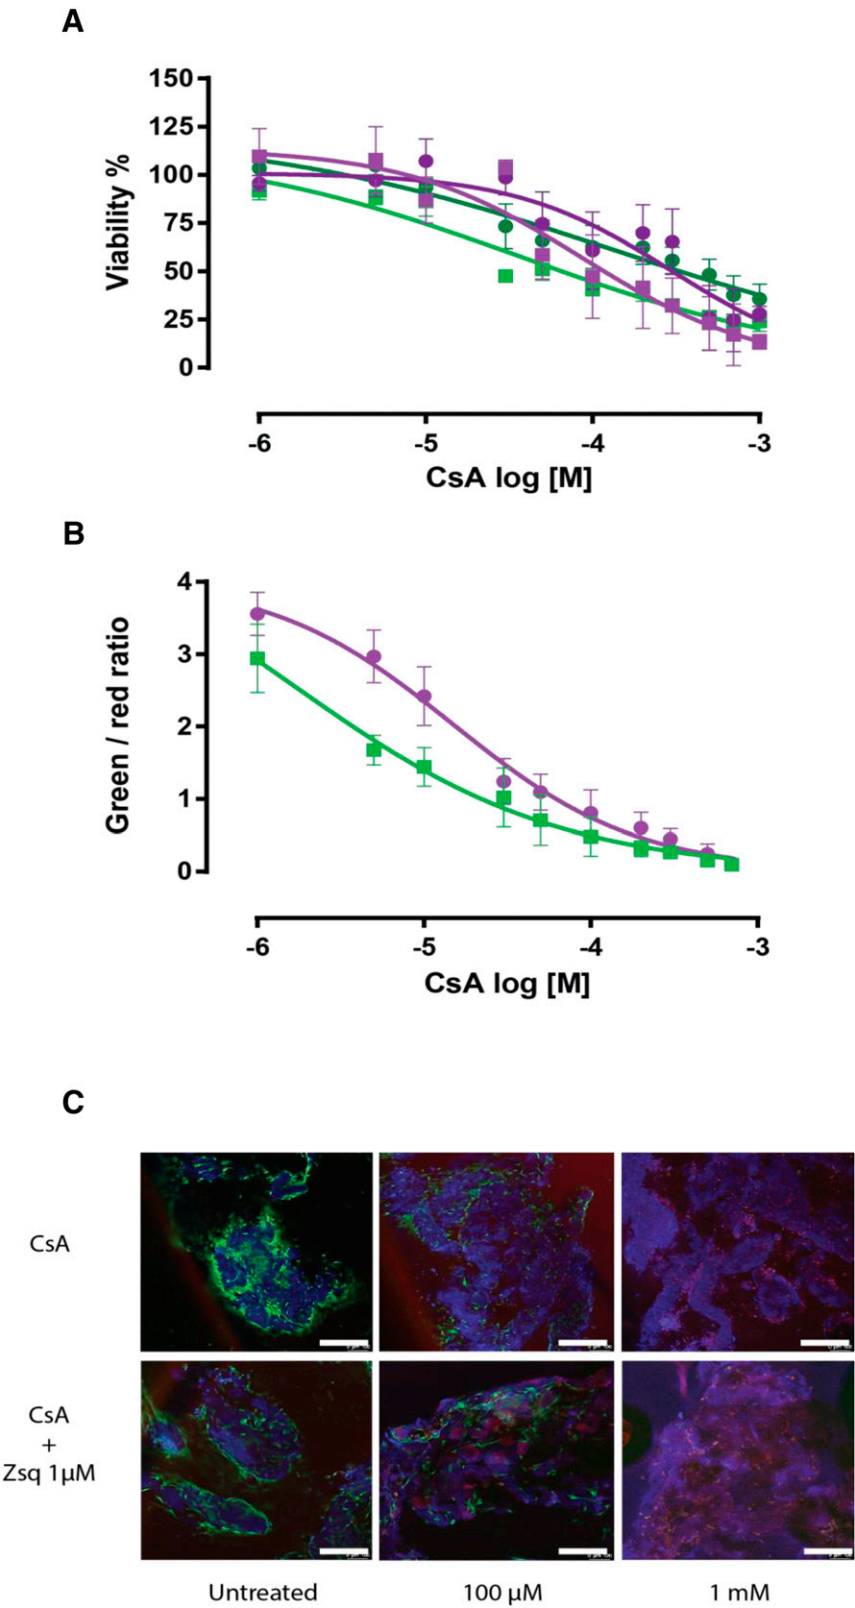 A
150
125
100
75
50
25
0
Viability %
-6 -5 -4 -3
CsA log [M]
B
4
3
2
1
0
Green / red ratio
-6 -5 -4 -3
CsA log [M]
C
CsA
CsA
+
Zsq 1µM
Untreated 100 µM 1 mM